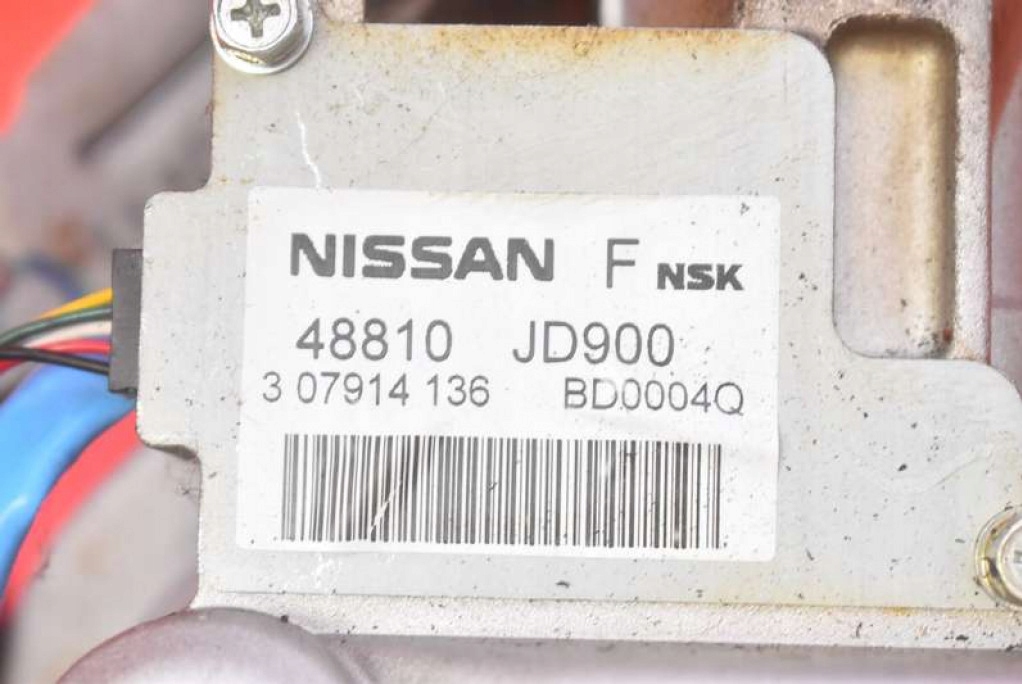 NISSAN F NSK
48810 JD900
3 07914 136 BD0004Q